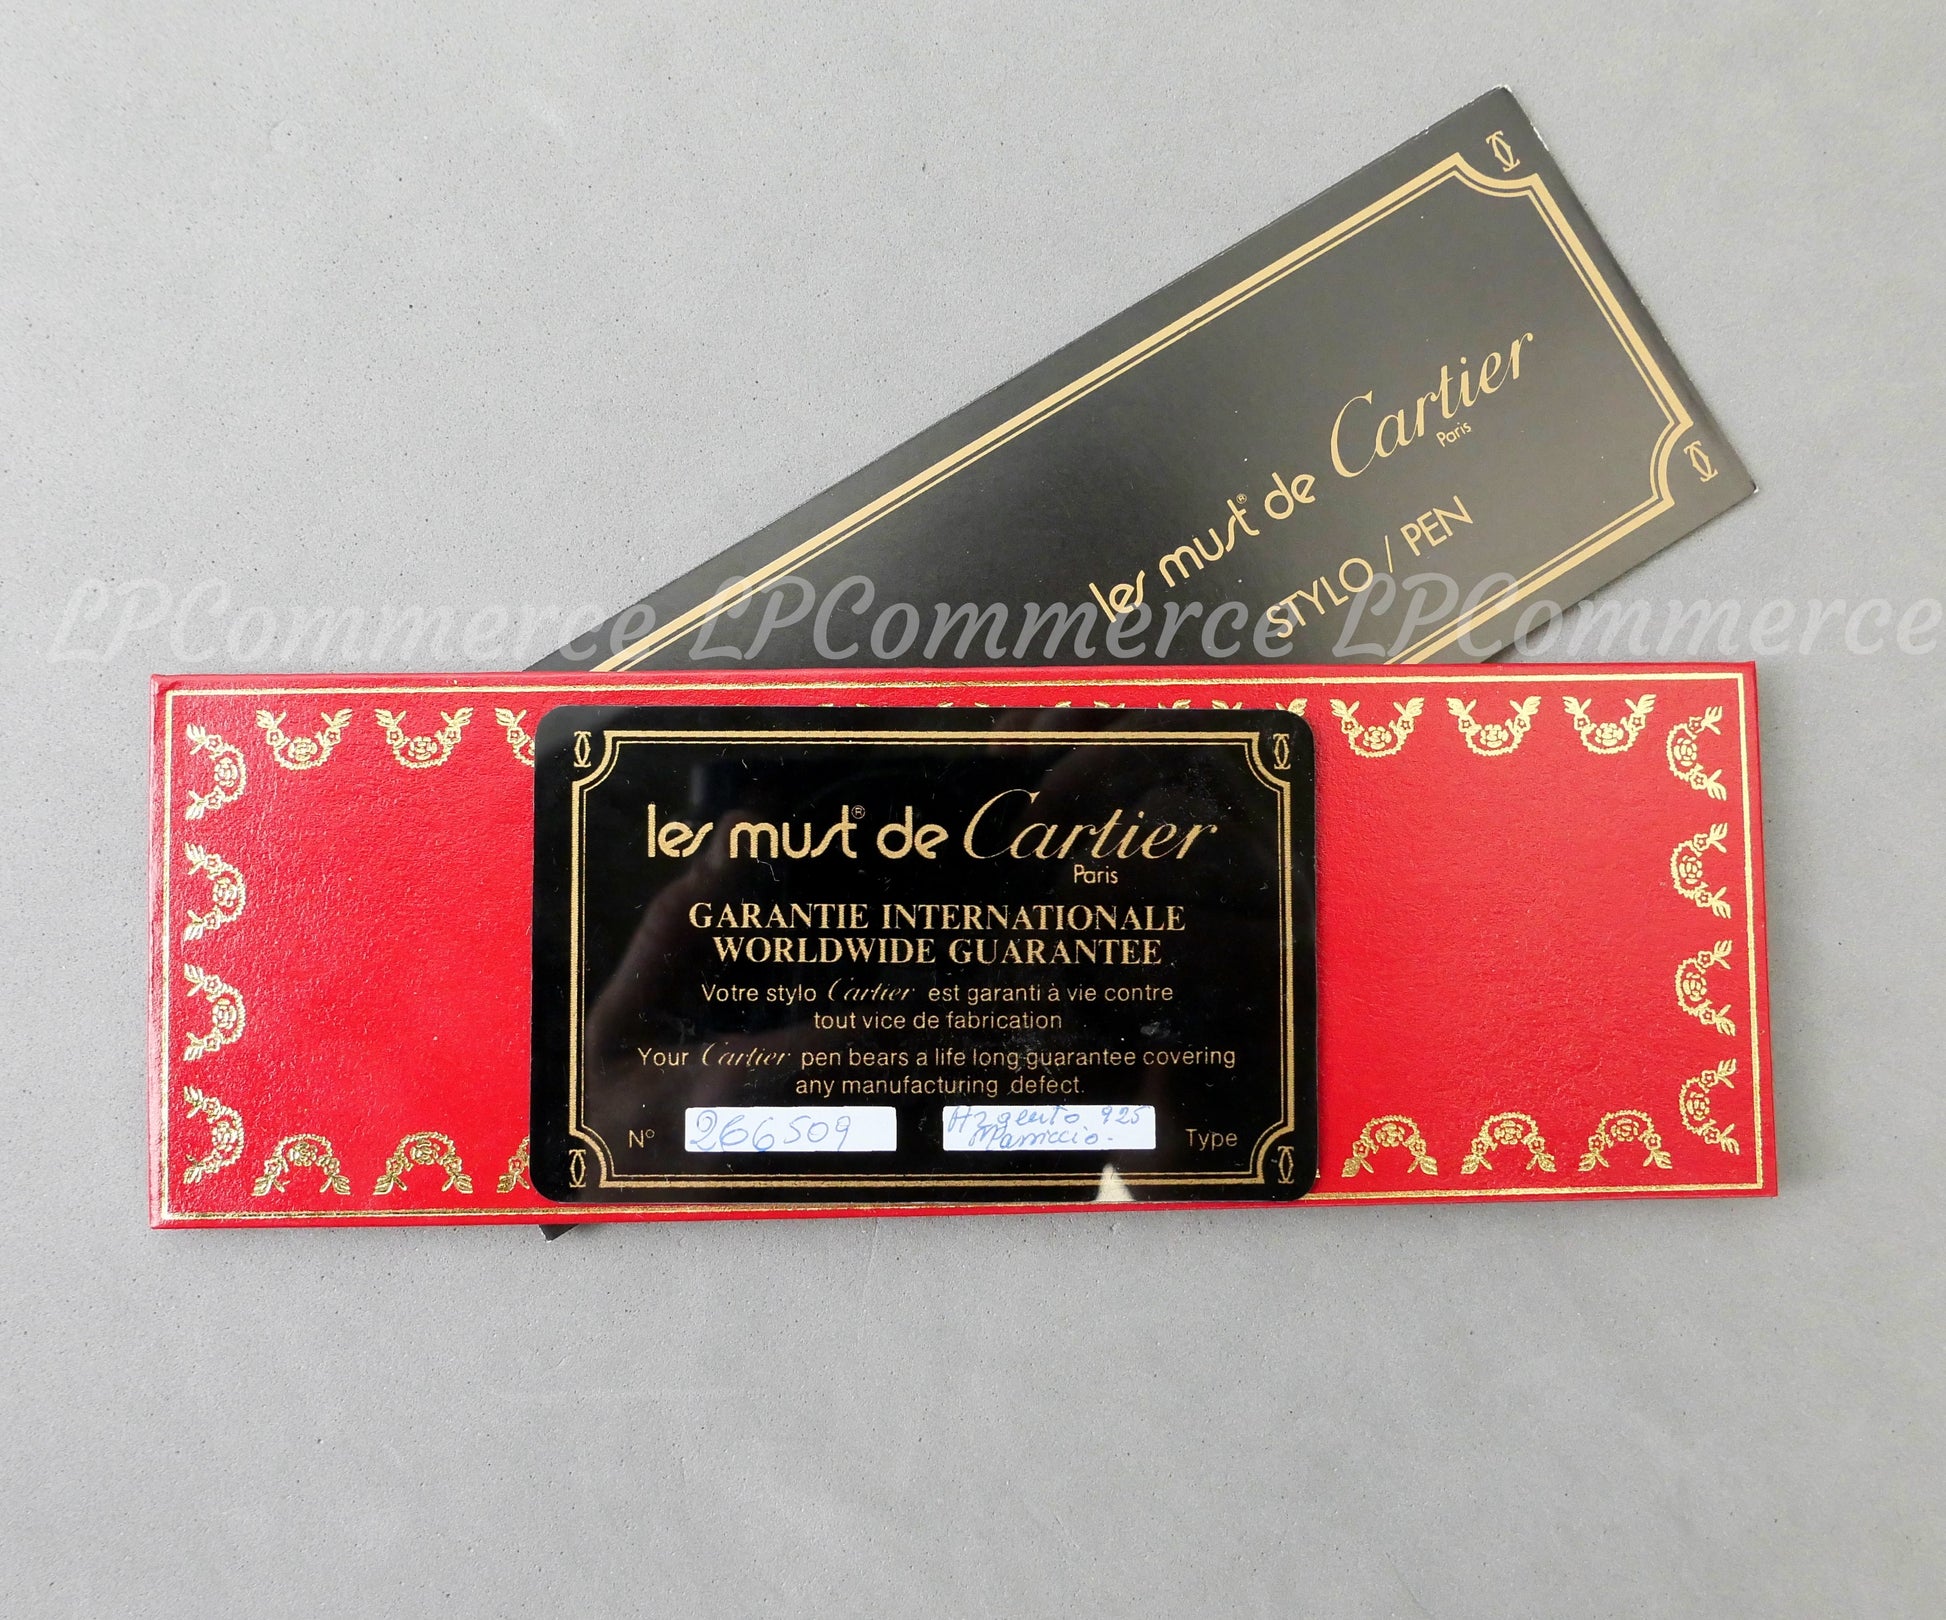 les must® de Cartier
Paris
STYLO / PEN
LPCommerce LPCommerce LPCommerce
les must® de Cartier
Paris
GARANTIE INTERNATIONALE
WORLDWIDE GUARANTEE
Votre stylo Cartier est garanti à vie contre
tout vice de fabrication
Your Cartier pen bears a life long guarantee covering
any manufacturing defect.
N° 266509 Argento 925 Type